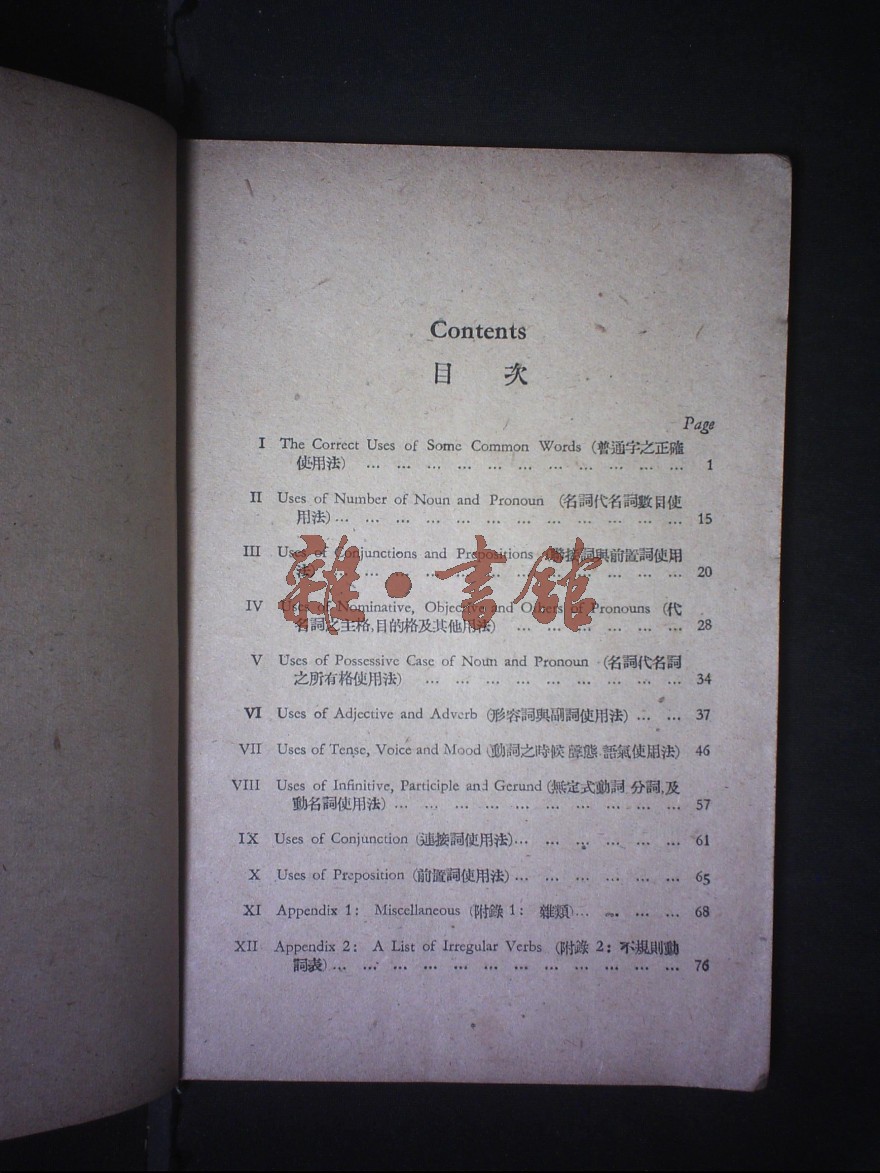 Contents
目 次
Page
I The Correct Uses of Some Common Words (普通字之正確
使用法) ... ... ... ... ... ... ... ... ... ... ... 1
II Uses of Number of Noun and Pronoun (名詞代名詞數目使
用法) ... ... ... ... ... ... ... ... ... ... ... ... 15
III Uses of Conjunctions and Prepositions 接詞與前置詞使用
法) ... ... ... ... ... ... ... ... ... ... ... ... 20
IV Uses of Nominative, Objective and Others of Pronouns (代
名詞之主格,目的格及其他用法) ... ... ... ... ... ... 28
V Uses of Possessive Case of Noun and Pronoun (名詞代名詞
之所有格使用法) ... ... ... ... ... ... ... ... ... 34
VI Uses of Adjective and Adverb (形容詞與副詞使用法) ... ... 37
VII Uses of Tense, Voice and Mood (動詞之時候 態 語氣使用法) 46
VIII Uses of Infinitive, Participle and Gerund (無定式動詞 分詞,及
動名詞使用法) ... ... ... ... ... ... ... ... ... ... 57
IX Uses of Conjunction (連接詞使用法)... ... ... ... ... ... 61
X Uses of Preposition (前置詞使用法) ... ... ... ... ... ... 65
XI Appendix 1: Miscellaneous (附錄 1: 雜類)... ... ... ... 68
XII Appendix 2: A List of Irregular Verbs (附錄 2: 不規則動
詞表) ... ... ... ... ... ... ... ... ... ... ... ... 76
雜·書館